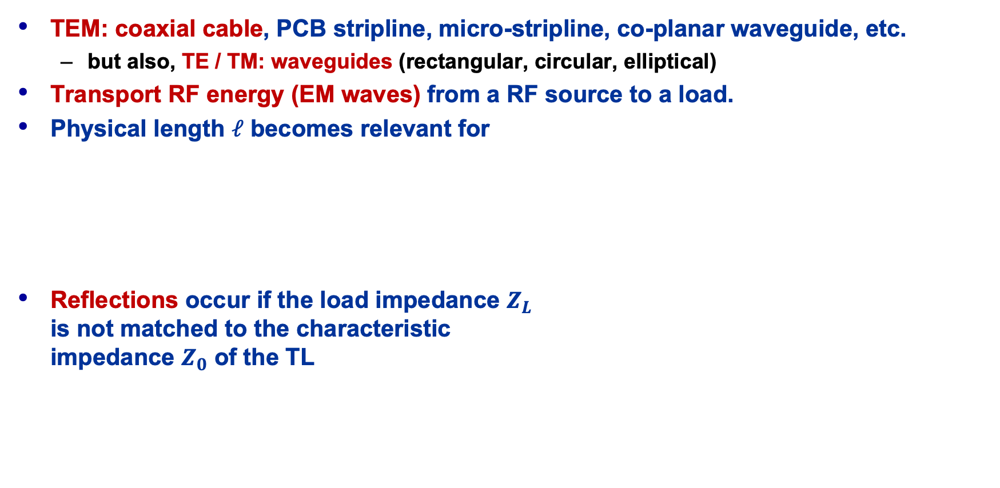 • TEM: coaxial cable, PCB stripline, micro-stripline, co-planar waveguide, etc.
– but also, TE / TM: waveguides (rectangular, circular, elliptical)
• Transport RF energy (EM waves) from a RF source to a load.
• Physical length ℓ becomes relevant for
• Reflections occur if the load impedance Z_L
is not matched to the characteristic
impedance Z_0 of the TL